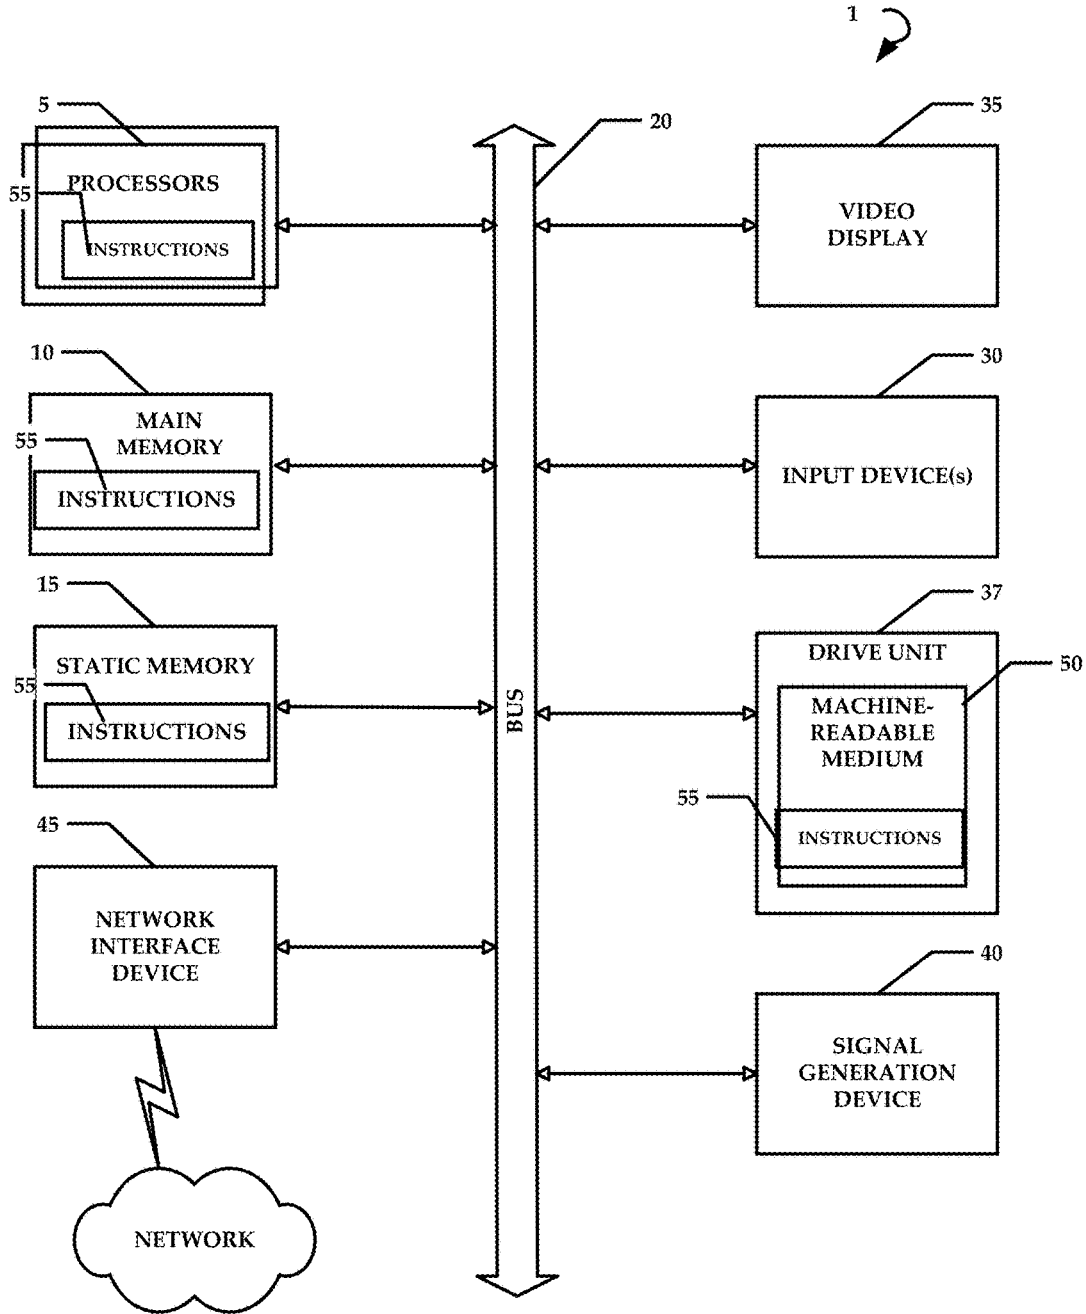 1
5
PROCESSORS
55
INSTRUCTIONS
10
MAIN
MEMORY
55
INSTRUCTIONS
15
STATIC MEMORY
55
INSTRUCTIONS
45
NETWORK
INTERFACE
DEVICE
NETWORK
20
BUS
35
VIDEO
DISPLAY
30
INPUT DEVICE(s)
37
DRIVE UNIT
50
MACHINE-
READABLE
MEDIUM
55
INSTRUCTIONS
40
SIGNAL
GENERATION
DEVICE